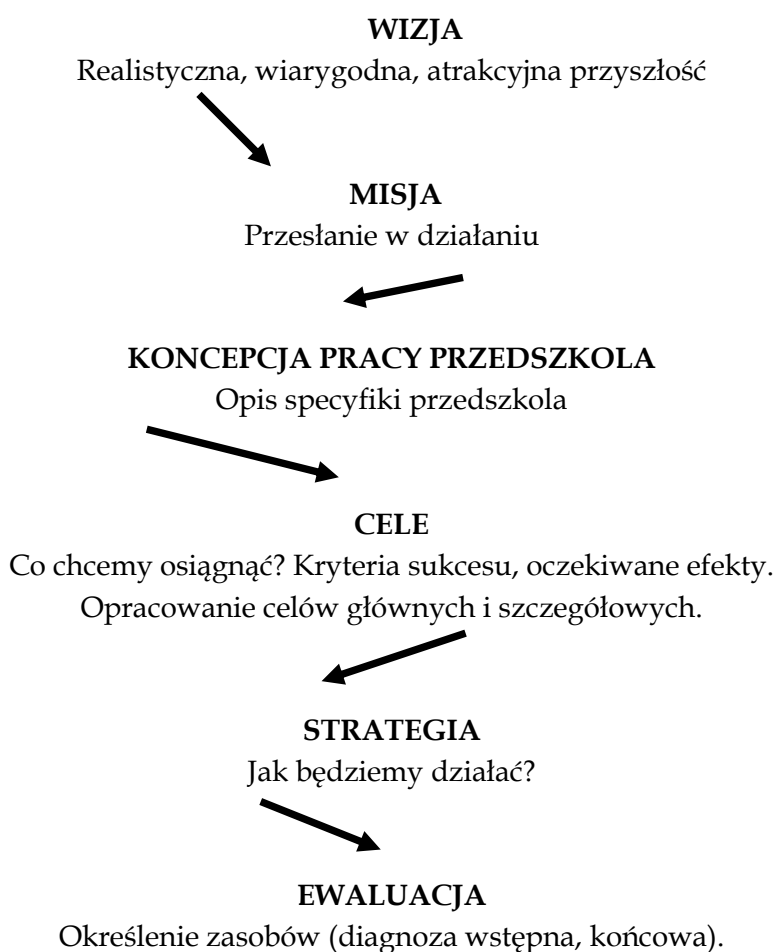 WIZJA
Realistyczna, wiarygodna, atrakcyjna przyszłość
MISJA
Przesłanie w działaniu
KONCEPCJA PRACY PRZEDSZKOLA
Opis specyfiki przedszkola
CELE
Co chcemy osiągnąć? Kryteria sukcesu, oczekiwane efekty.
Opracowanie celów głównych i szczegółowych.
STRATEGIA
Jak będziemy działać?
EWALUACJA
Określenie zasobów (diagnoza wstępna, końcowa).